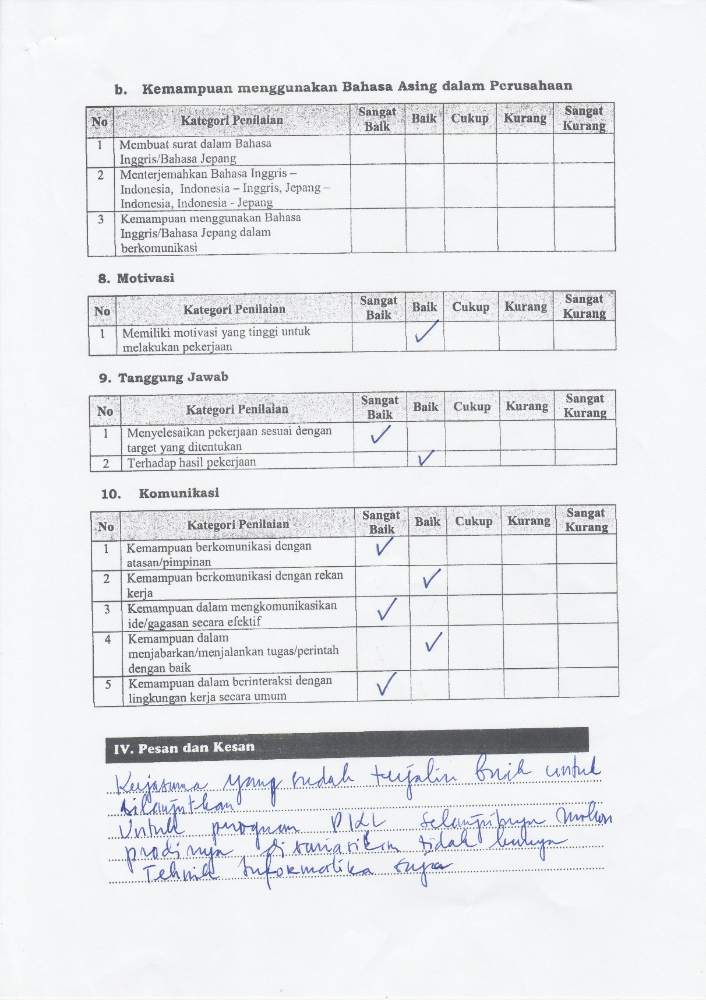 b. Kemampuan menggunakan Bahasa Asing dalam Perusahaan
No Kategori Penilaian Sangat Baik Baik Cukup Kurang Sangat Kurang
1 Membuat surat dalam Bahasa
Inggris/Bahasa Jepang
2 Menterjemahkan Bahasa Inggris –
Indonesia, Indonesia – Inggris, Jepang –
Indonesia, Indonesia - Jepang
3 Kemampuan menggunakan Bahasa
Inggris/Bahasa Jepang dalam
berkomunikasi
8. Motivasi
No Kategori Penilaian Sangat Baik Baik Cukup Kurang Sangat Kurang
1 Memiliki motivasi yang tinggi untuk ✓
melakukan pekerjaan
9. Tanggung Jawab
No Kategori Penilaian Sangat Baik Baik Cukup Kurang Sangat Kurang
1 Menyelesaikan pekerjaan sesuai dengan ✓
target yang ditentukan
2 Terhadap hasil pekerjaan ✓
10. Komunikasi
No Kategori Penilaian Sangat Baik Baik Cukup Kurang Sangat Kurang
1 Kemampuan berkomunikasi dengan ✓
atasan/pimpinan
2 Kemampuan berkomunikasi dengan rekan ✓
kerja
3 Kemampuan dalam mengkomunikasikan ✓
ide/gagasan secara efektif
4 Kemampuan dalam ✓
menjabarkan/menjalankan tugas/perintah
dengan baik
5 Kemampuan dalam berinteraksi dengan ✓
lingkungan kerja secara umum
IV. Pesan dan Kesan
Kerjasama yang sudah terjalin baik untuk
dilanjutkan
Untuk program PKL selanjutnya mohon
prodinya divariasikan tidak hanya
Teknik Informatika saja